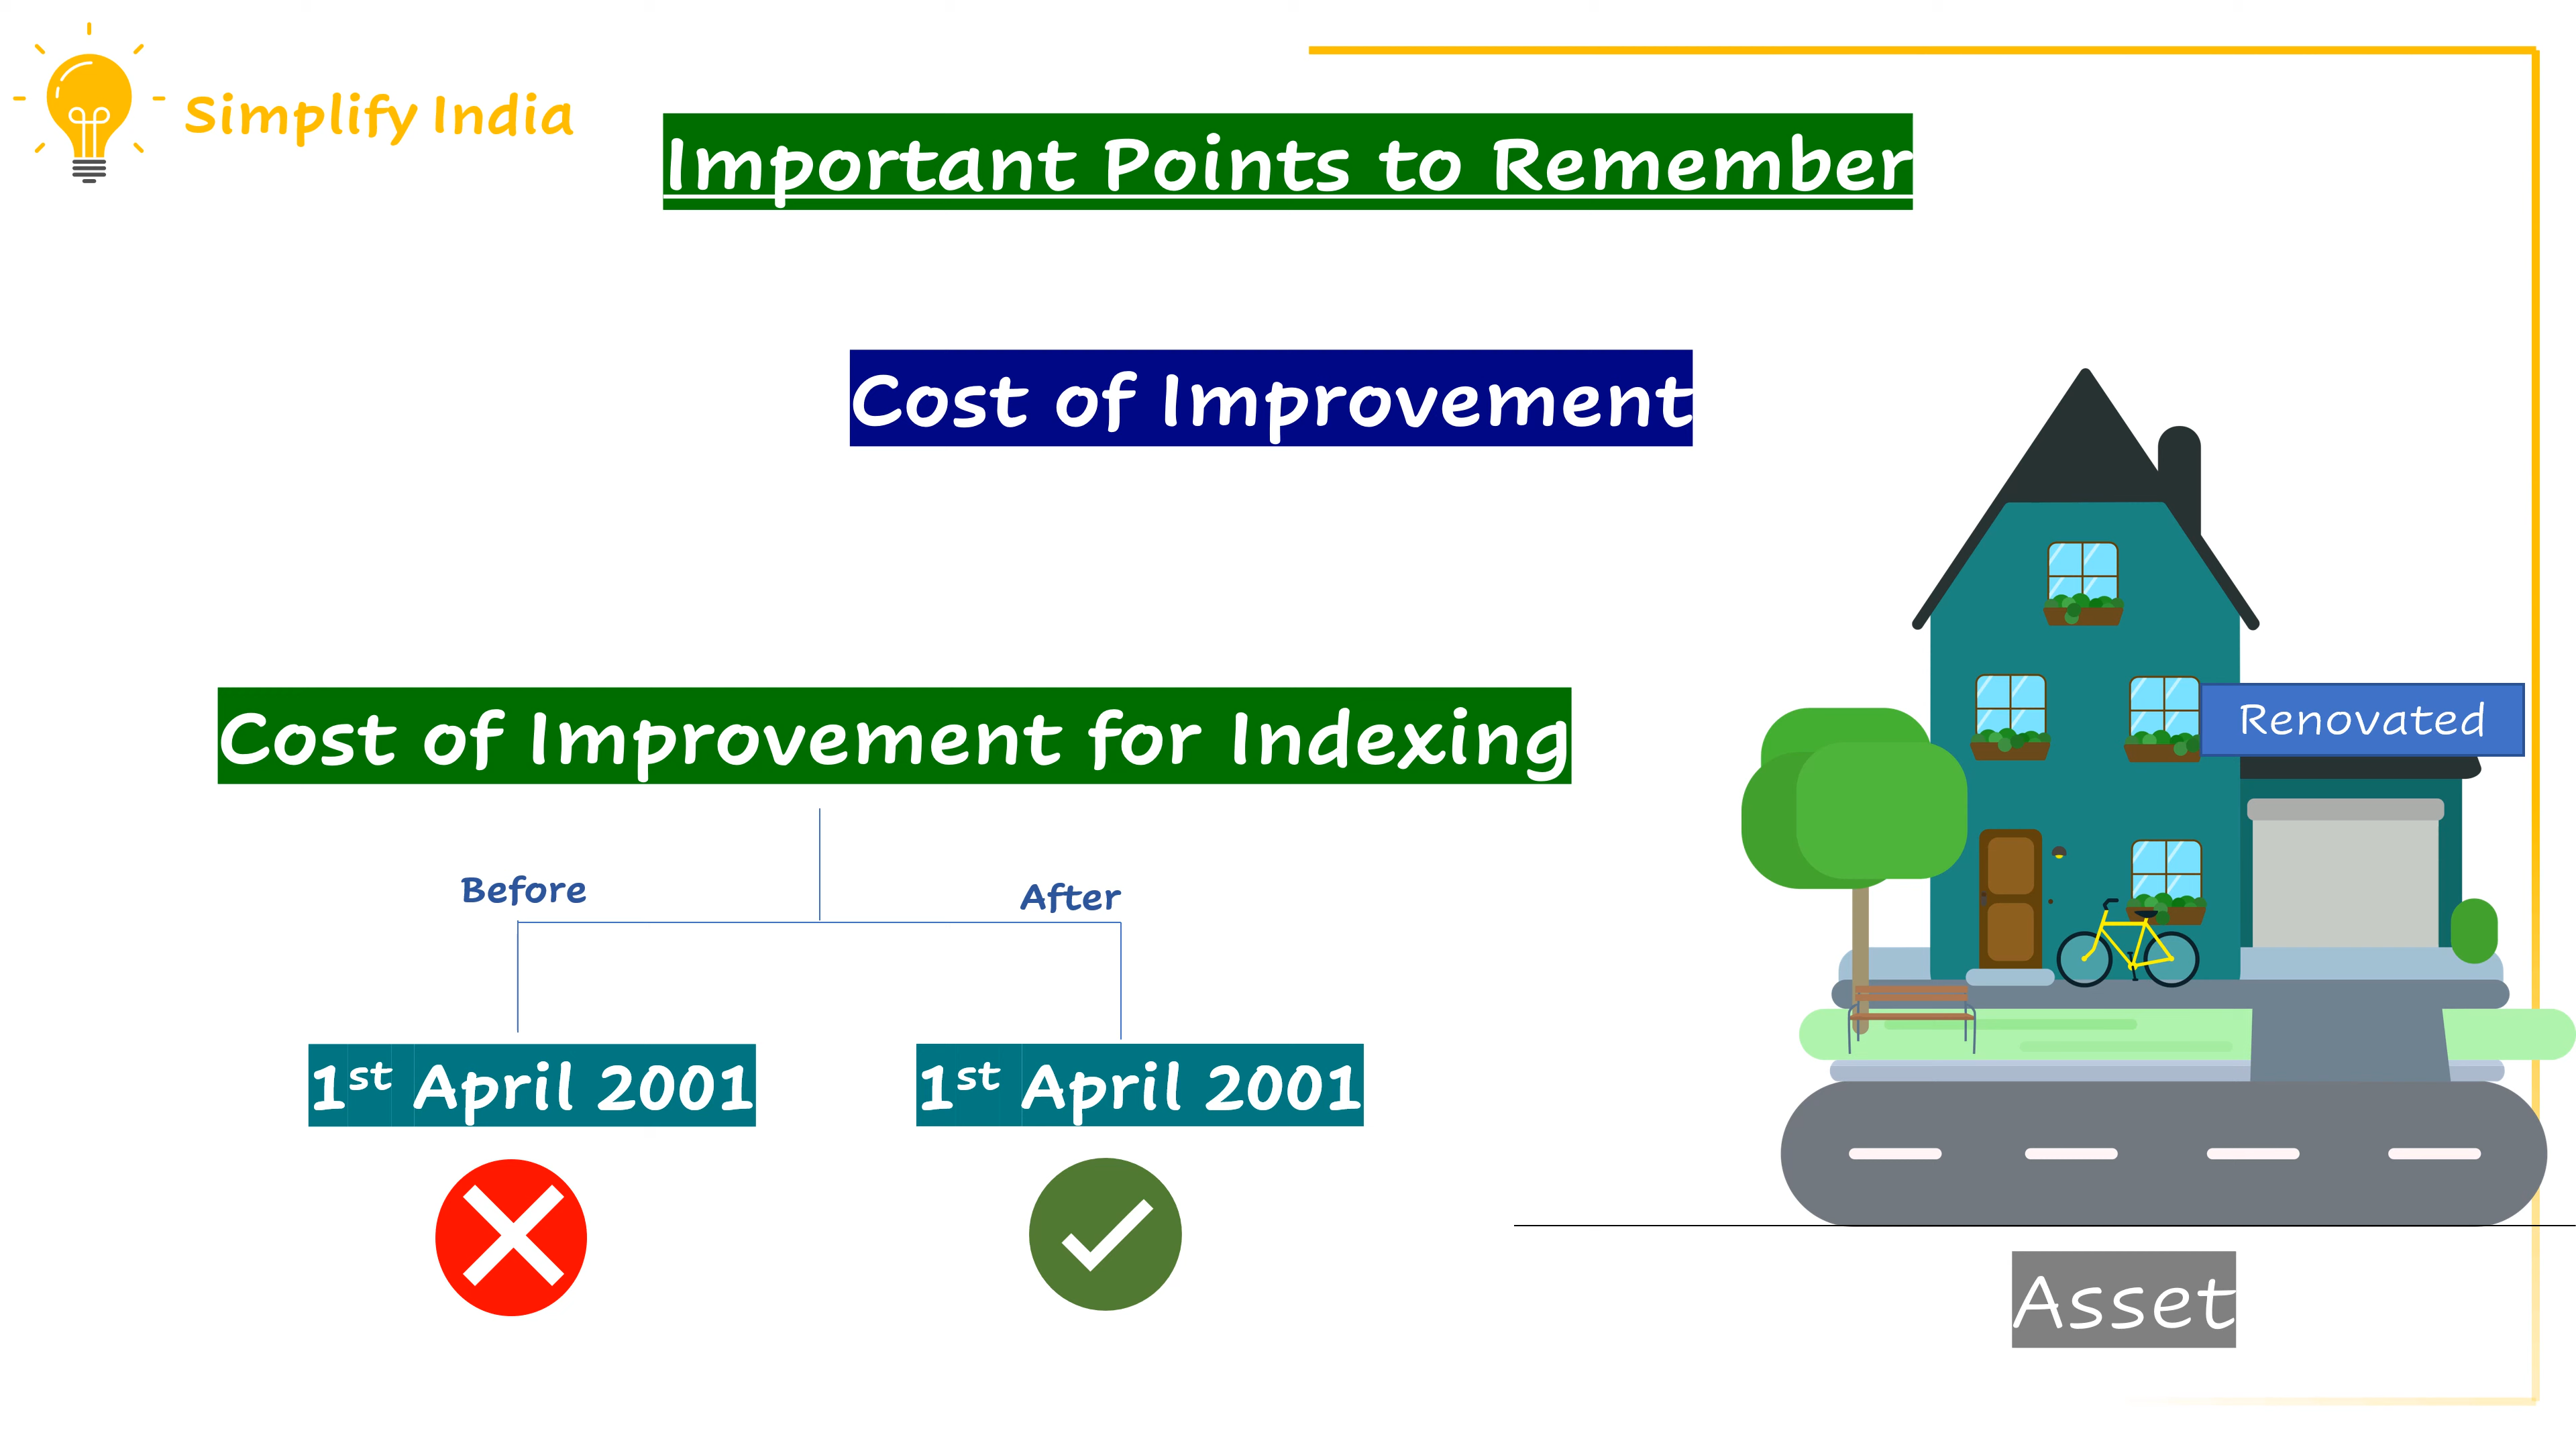 Simplify India
Important Points to Remember
Cost of Improvement
Renovated
Cost of Improvement for Indexing
Before
After
1st April 2001
1st April 2001
Asset